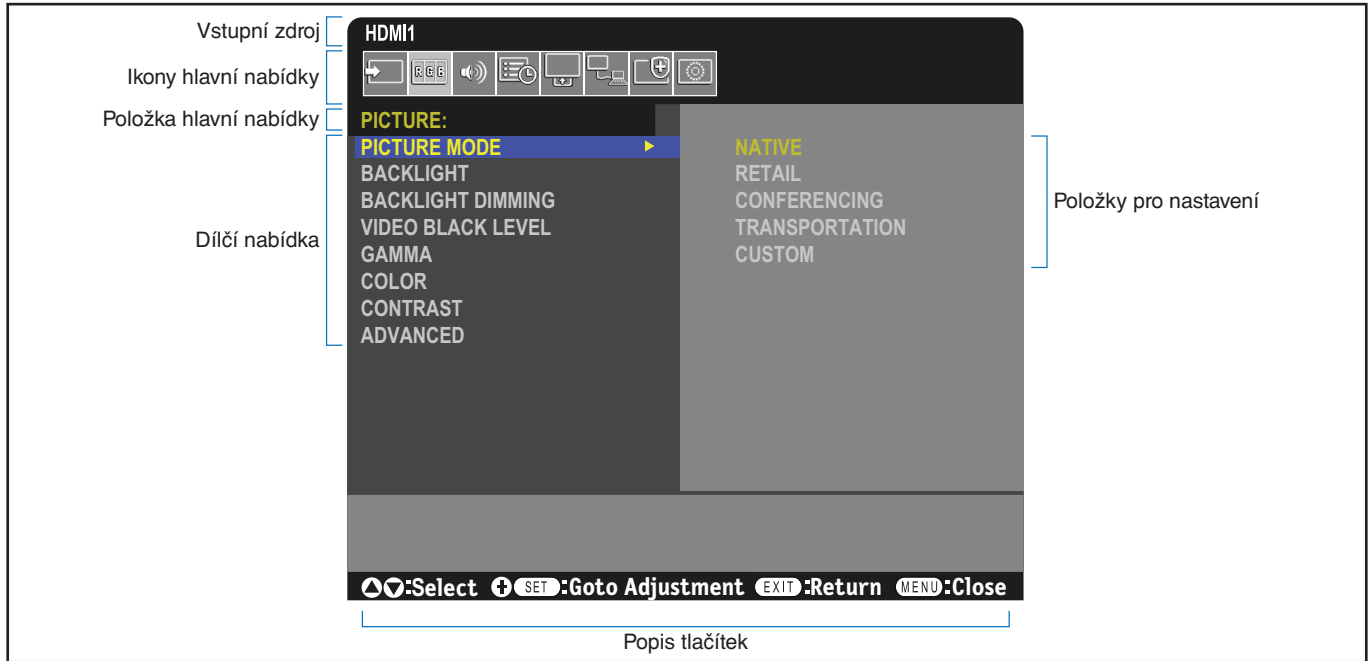 Vstupní zdroj
HDMI1
Ikony hlavní nabídky
RGB
Položka hlavní nabídky
PICTURE:
Dílčí nabídka
PICTURE MODE
BACKLIGHT
BACKLIGHT DIMMING
VIDEO BLACK LEVEL
GAMMA
COLOR
CONTRAST
ADVANCED
NATIVE
RETAIL
CONFERENCING
TRANSPORTATION
CUSTOM
Položky pro nastavení
:Select SET:Goto Adjustment EXIT:Return MENU:Close
Popis tlačítek